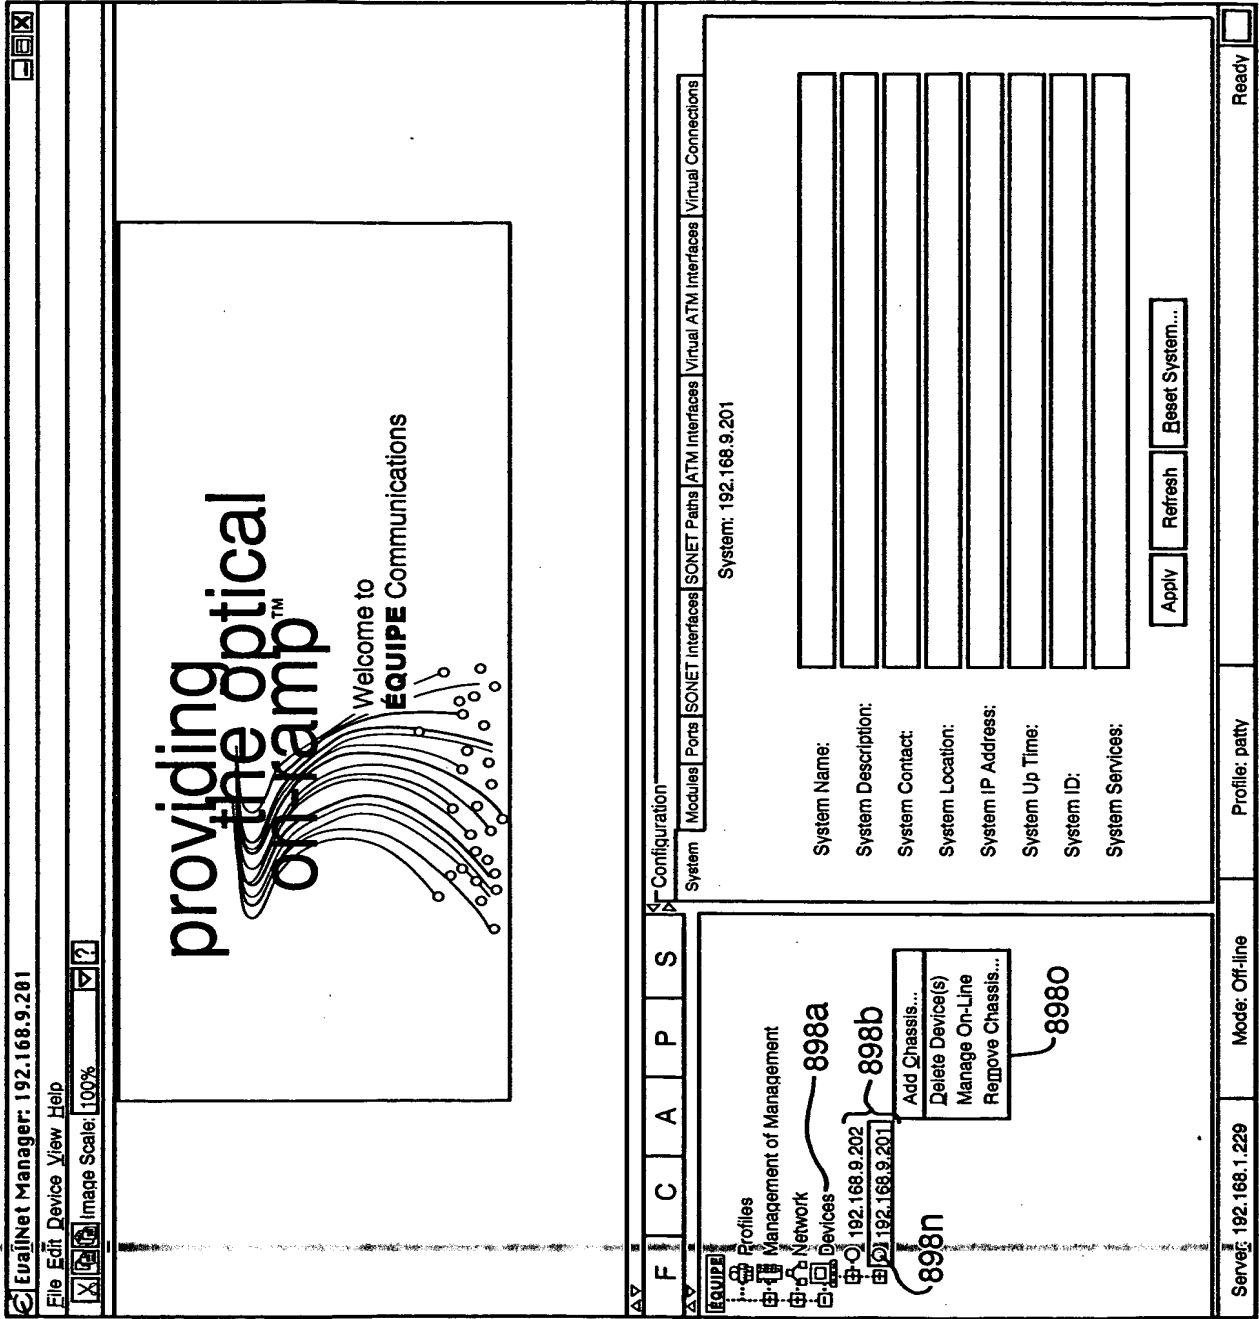 EvalNet Manager: 192.168.9.201
File Edit Device View Help
Image Scale: 100% ?
providing
the optical
on-ramp™
Welcome to
ÉQUIPE Communications
F C A P S
ÉQUIPE
Profiles
Management of Management
Network
Devices
192.168.9.202
192.168.9.201
898a
898b
898n
Add Chassis...
Delete Device(s)
Manage On-Line
Remove Chassis...
898o
Configuration
System Modules Ports SONET Interfaces SONET Paths ATM Interfaces Virtual ATM Interfaces Virtual Connections
System: 192.168.9.201
System Name:
System Description:
System Contact:
System Location:
System IP Address:
System Up Time:
System ID:
System Services:
Apply Refresh Reset System...
Server: 192.168.1.229 Mode: Off-line Profile: patty Ready